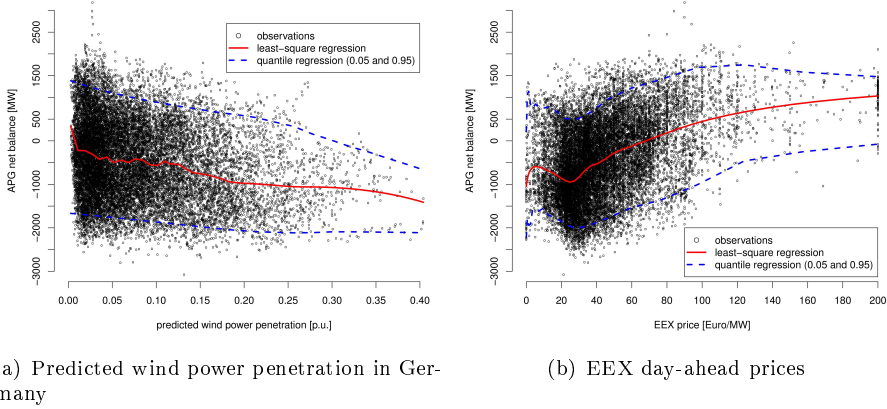 2500
1500
500
0
−1000
−2000
−3000
APG net balance [MW]
observations
least−square regression
quantile regression (0.05 and 0.95)
0.00 0.05 0.10 0.15 0.20 0.25 0.30 0.35 0.40
predicted wind power penetration [p.u.]
a) Predicted wind power penetration in Ger-
many
2500
1500
500
0
−1000
−2000
−3000
APG net balance [MW]
observations
least−square regression
quantile regression (0.05 and 0.95)
0 20 40 60 80 100 120 140 160 180 200
EEX price [Euro/MW]
(b) EEX day-ahead prices